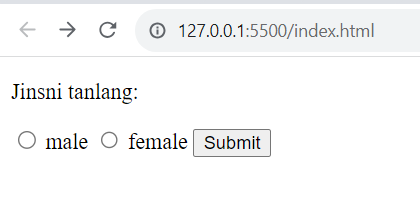 127.0.0.1:5500/index.html
Jinsni tanlang:
male female Submit